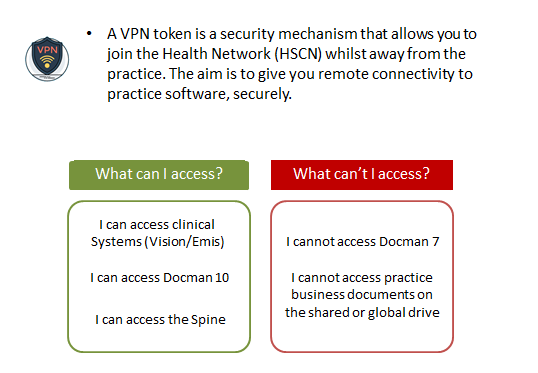 VPN
• A VPN token is a security mechanism that allows you to
join the Health Network (HSCN) whilst away from the
practice. The aim is to give you remote connectivity to
practice software, securely.
What can I access?
I can access clinical
Systems (Vision/Emis)
I can access Docman 10
I can access the Spine
What can't I access?
I cannot access Docman 7
I cannot access practice
business documents on
the shared or global drive